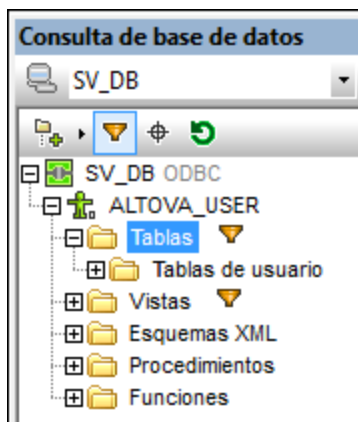 Consulta de base de datos
SV_DB
SV_DB ODBC
ALTOVA_USER
Tablas
Tablas de usuario
Vistas
Esquemas XML
Procedimientos
Funciones